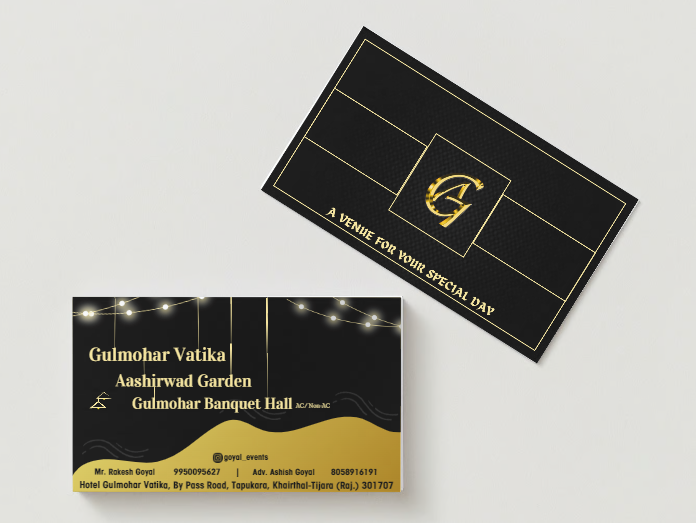 GA
A VENUE FOR YOUR SPECIAL DAY
Gulmohar Vatika
Aashirwad Garden
Gulmohar Banquet Hall AC/Non-AC
goyal_events
Mr. Rakesh Goyal 9950095627 | Adv. Ashish Goyal 8058916191
Hotel Gulmohar Vatika, By Pass Road, Tapukara, Khairthal-Tijara (Raj.) 301707